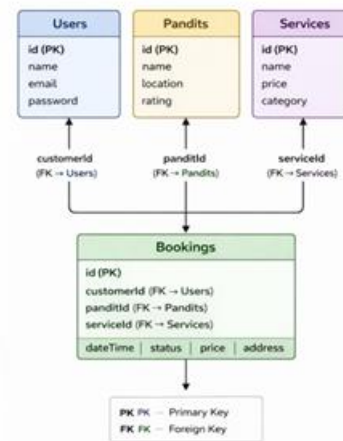 Users
id (PK)
name
email
password
Pandits
id (PK)
name
location
rating
Services
id (PK)
name
price
category
customerId
(FK → Users)
panditId
(FK → Pandits)
serviceId
(FK → Services)
Bookings
id (PK)
customerId (FK → Users)
panditId (FK → Pandits)
serviceId (FK → Services)
dateTime | status | price | address
PK PK — Primary Key
FK FK — Foreign Key